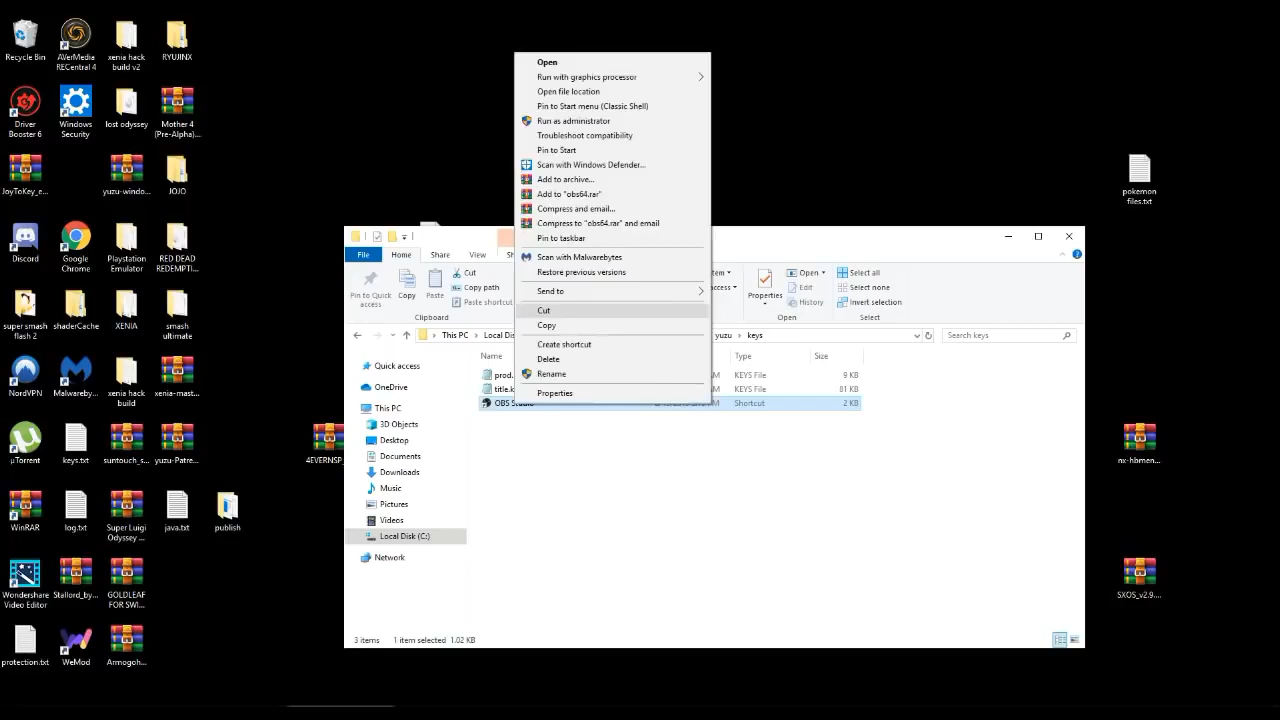 Recycle Bin
AVerMedia
RECentral 4
xenia hack
build v2
RYUJINX
Driver
Booster 6
Windows
Security
lost odyssey
Mother 4
(Pre-Alpha)...
JoyToKey_e...
yuzu-windo...
JOJO
Discord
Google
Chrome
Playstation
Emulator
RED DEAD
REDEMPTI...
super smash
flash 2
shaderCache
XENIA
smash
ultimate
NordVPN
Malwareby...
xenia hack
build
xenia-mast...
µTorrent
keys.txt
suntouch_s...
yuzu-Patre...
4EVERNSP_
WinRAR
log.txt
Super Luigi
Odyssey ...
java.txt
publish
Wondershare
Video Editor
Stallord_by...
GOLDLEAF
FOR SWI...
protection.txt
WeMod
Armogoh...
pokemon
files.txt
nx-hbmen...
SXOS_v2.9....
Open
Run with graphics processor
Open file location
Pin to Start menu (Classic Shell)
Run as administrator
Troubleshoot compatibility
Pin to Start
Scan with Windows Defender...
Add to archive...
Add to "obs64.rar"
Compress and email...
Compress to "obs64.rar" and email
Pin to taskbar
Scan with Malwarebytes
Restore previous versions
Send to
Cut
Copy
Create shortcut
Delete
Rename
Properties
File
Home
Share
View
Pin to Quick
access
Copy
Paste
Cut
Copy path
Paste shortcut
Clipboard
Properties
Open
Edit
History
Open
Select all
Select none
Invert selection
Select
This PC
yuzu
keys
Search keys
Name
Type
Size
prod.
KEYS File
9 KB
title.k
KEYS File
81 KB
OBS Studio
Shortcut
2 KB
Quick access
OneDrive
This PC
3D Objects
Desktop
Documents
Downloads
Music
Pictures
Videos
Local Disk (C:)
Network
3 items
1 item selected
1.02 KB